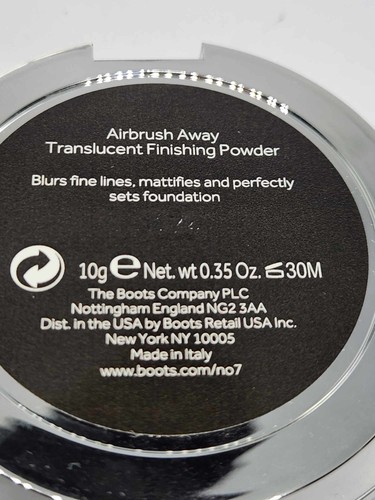 Airbrush Away
Translucent Finishing Powder
Blurs fine lines, mattifies and perfectly
sets foundation
10g℮Net. wt 0.35 Oz. 30M
The Boots Company PLC
Nottingham England NG2 3AA
Dist. in the USA by Boots Retail USA Inc.
New York NY 10005
Made in Italy
www.boots.com/no7